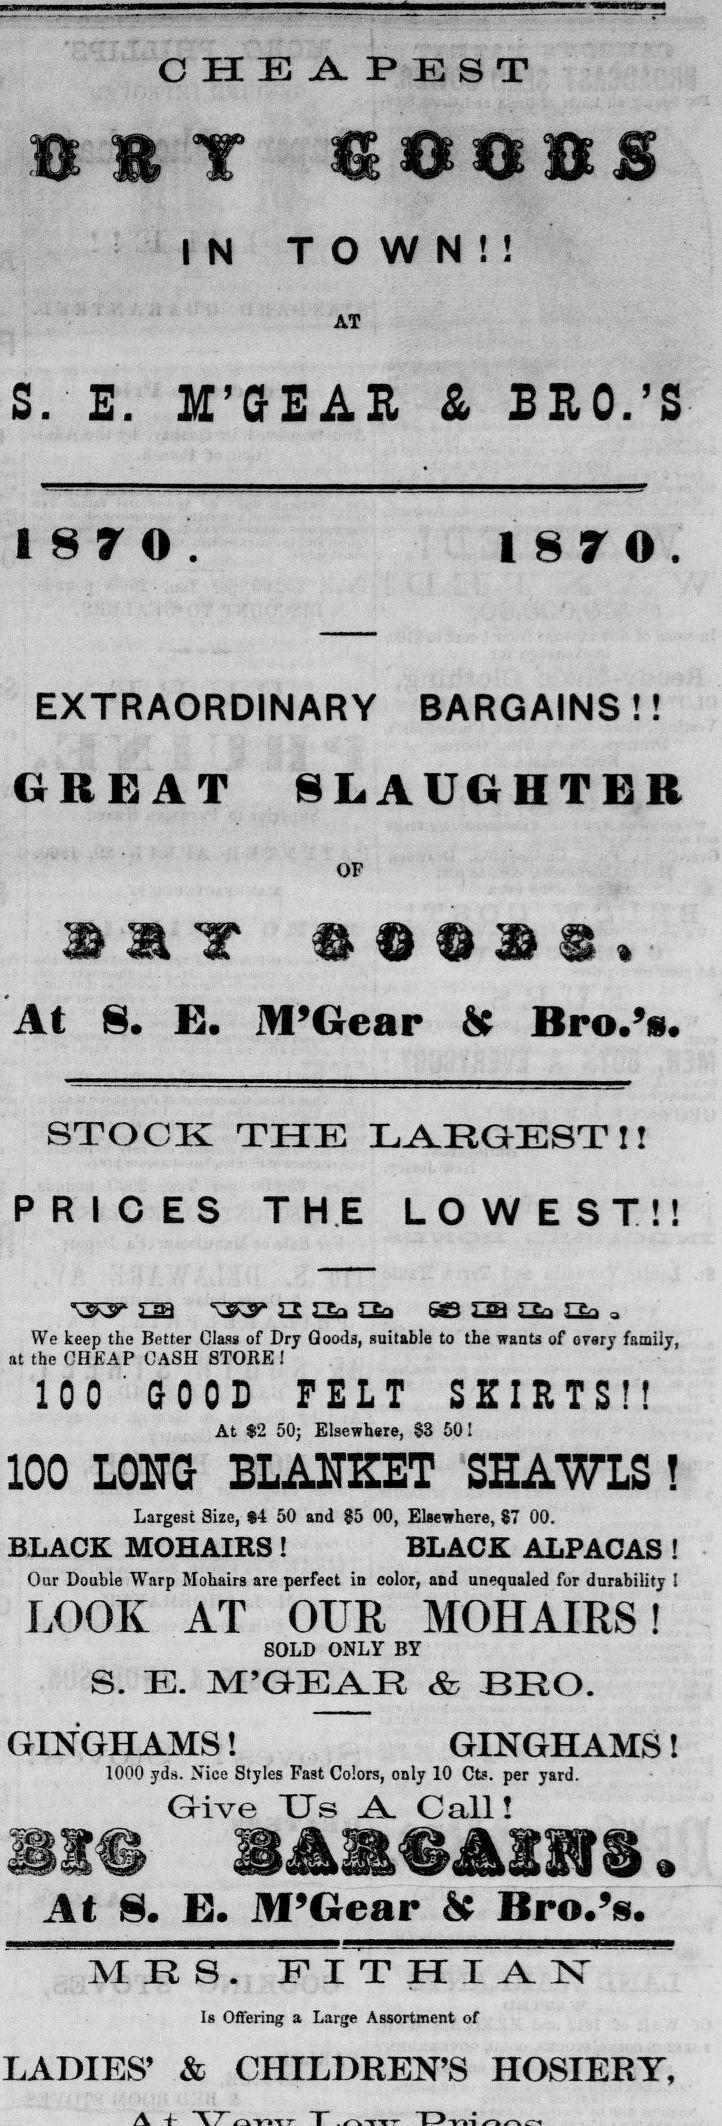 CHEAPEST
DRY GOODS
IN TOWN!!
AT
S. E. M'GEAR & BRO.'S
1870. 1870.
EXTRAORDINARY BARGAINS!!
GREAT SLAUGHTER
OF
DRY GOODS,
At S. E. M'Gear & Bro.'s.
STOCK THE LARGEST!!
PRICES THE LOWEST!!
WE WILL SELL.
We keep the Better Class of Dry Goods, suitable to the wants of overy family,
at the CHEAP CASH STORE!
100 GOOD FELT SKIRTS!!
At $2 50; Elsewhere, $3 50!
100 LONG BLANKET SHAWLS!
Largest Size, $4 50 and $5 00, Elsewhere, $7 00.
BLACK MOHAIRS! BLACK ALPACAS!
Our Double Warp Mohairs are perfect in color, and unequaled for durability!
LOOK AT OUR MOHAIRS!
SOLD ONLY BY
S. E. M'GEAR & BRO.
GINGHAMS! GINGHAMS!
1000 yds. Nice Styles Fast Colors, only 10 Cts. per yard.
Give Us A Call!
BIG BARGAINS.
At S. E. M'Gear & Bro.'s.
MRS. FITHIAN
Is Offering a Large Assortment of
LADIES' & CHILDREN'S HOSIERY,
At Very Low Prices